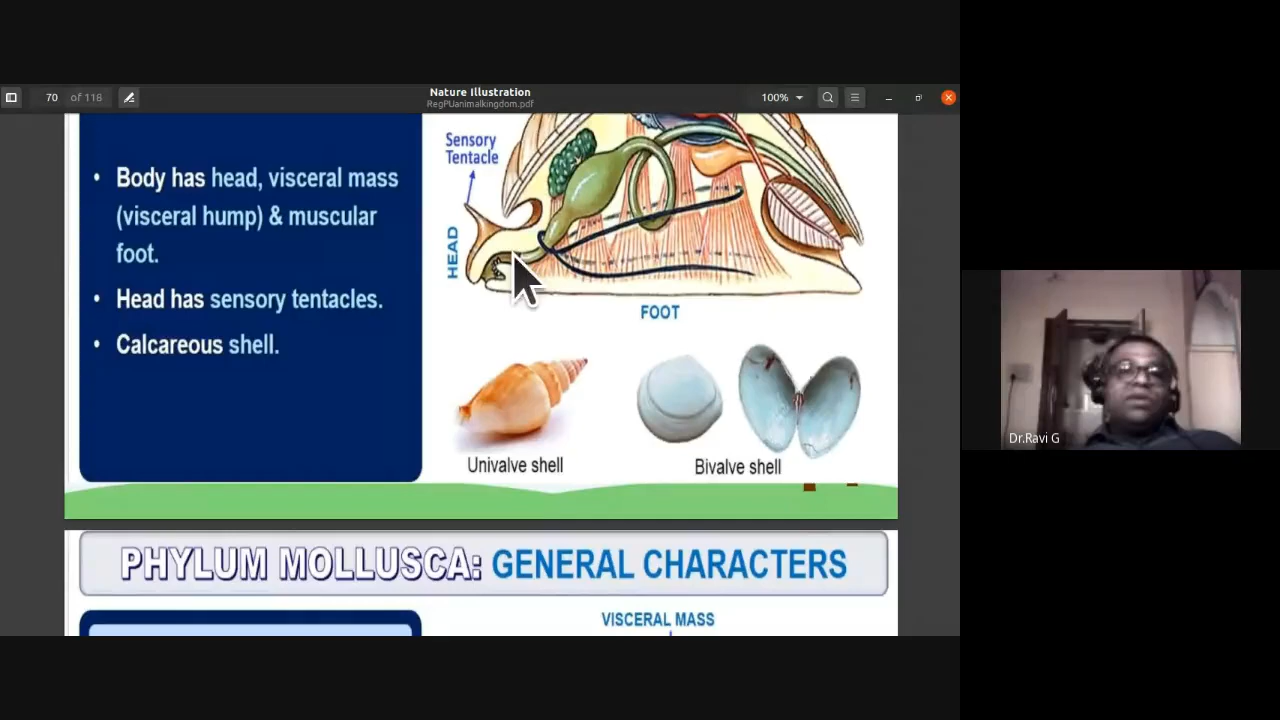 70 of 118
Nature Illustration
RegPUanimalkingdom.pdf
100%
• Body has head, visceral mass
(visceral hump) & muscular
foot.
• Head has sensory tentacles.
• Calcareous shell.
Sensory
Tentacle
HEAD
FOOT
Univalve shell
Bivalve shell
Dr.Ravi G
PHYLUM MOLLUSCA: GENERAL CHARACTERS
VISCERAL MASS